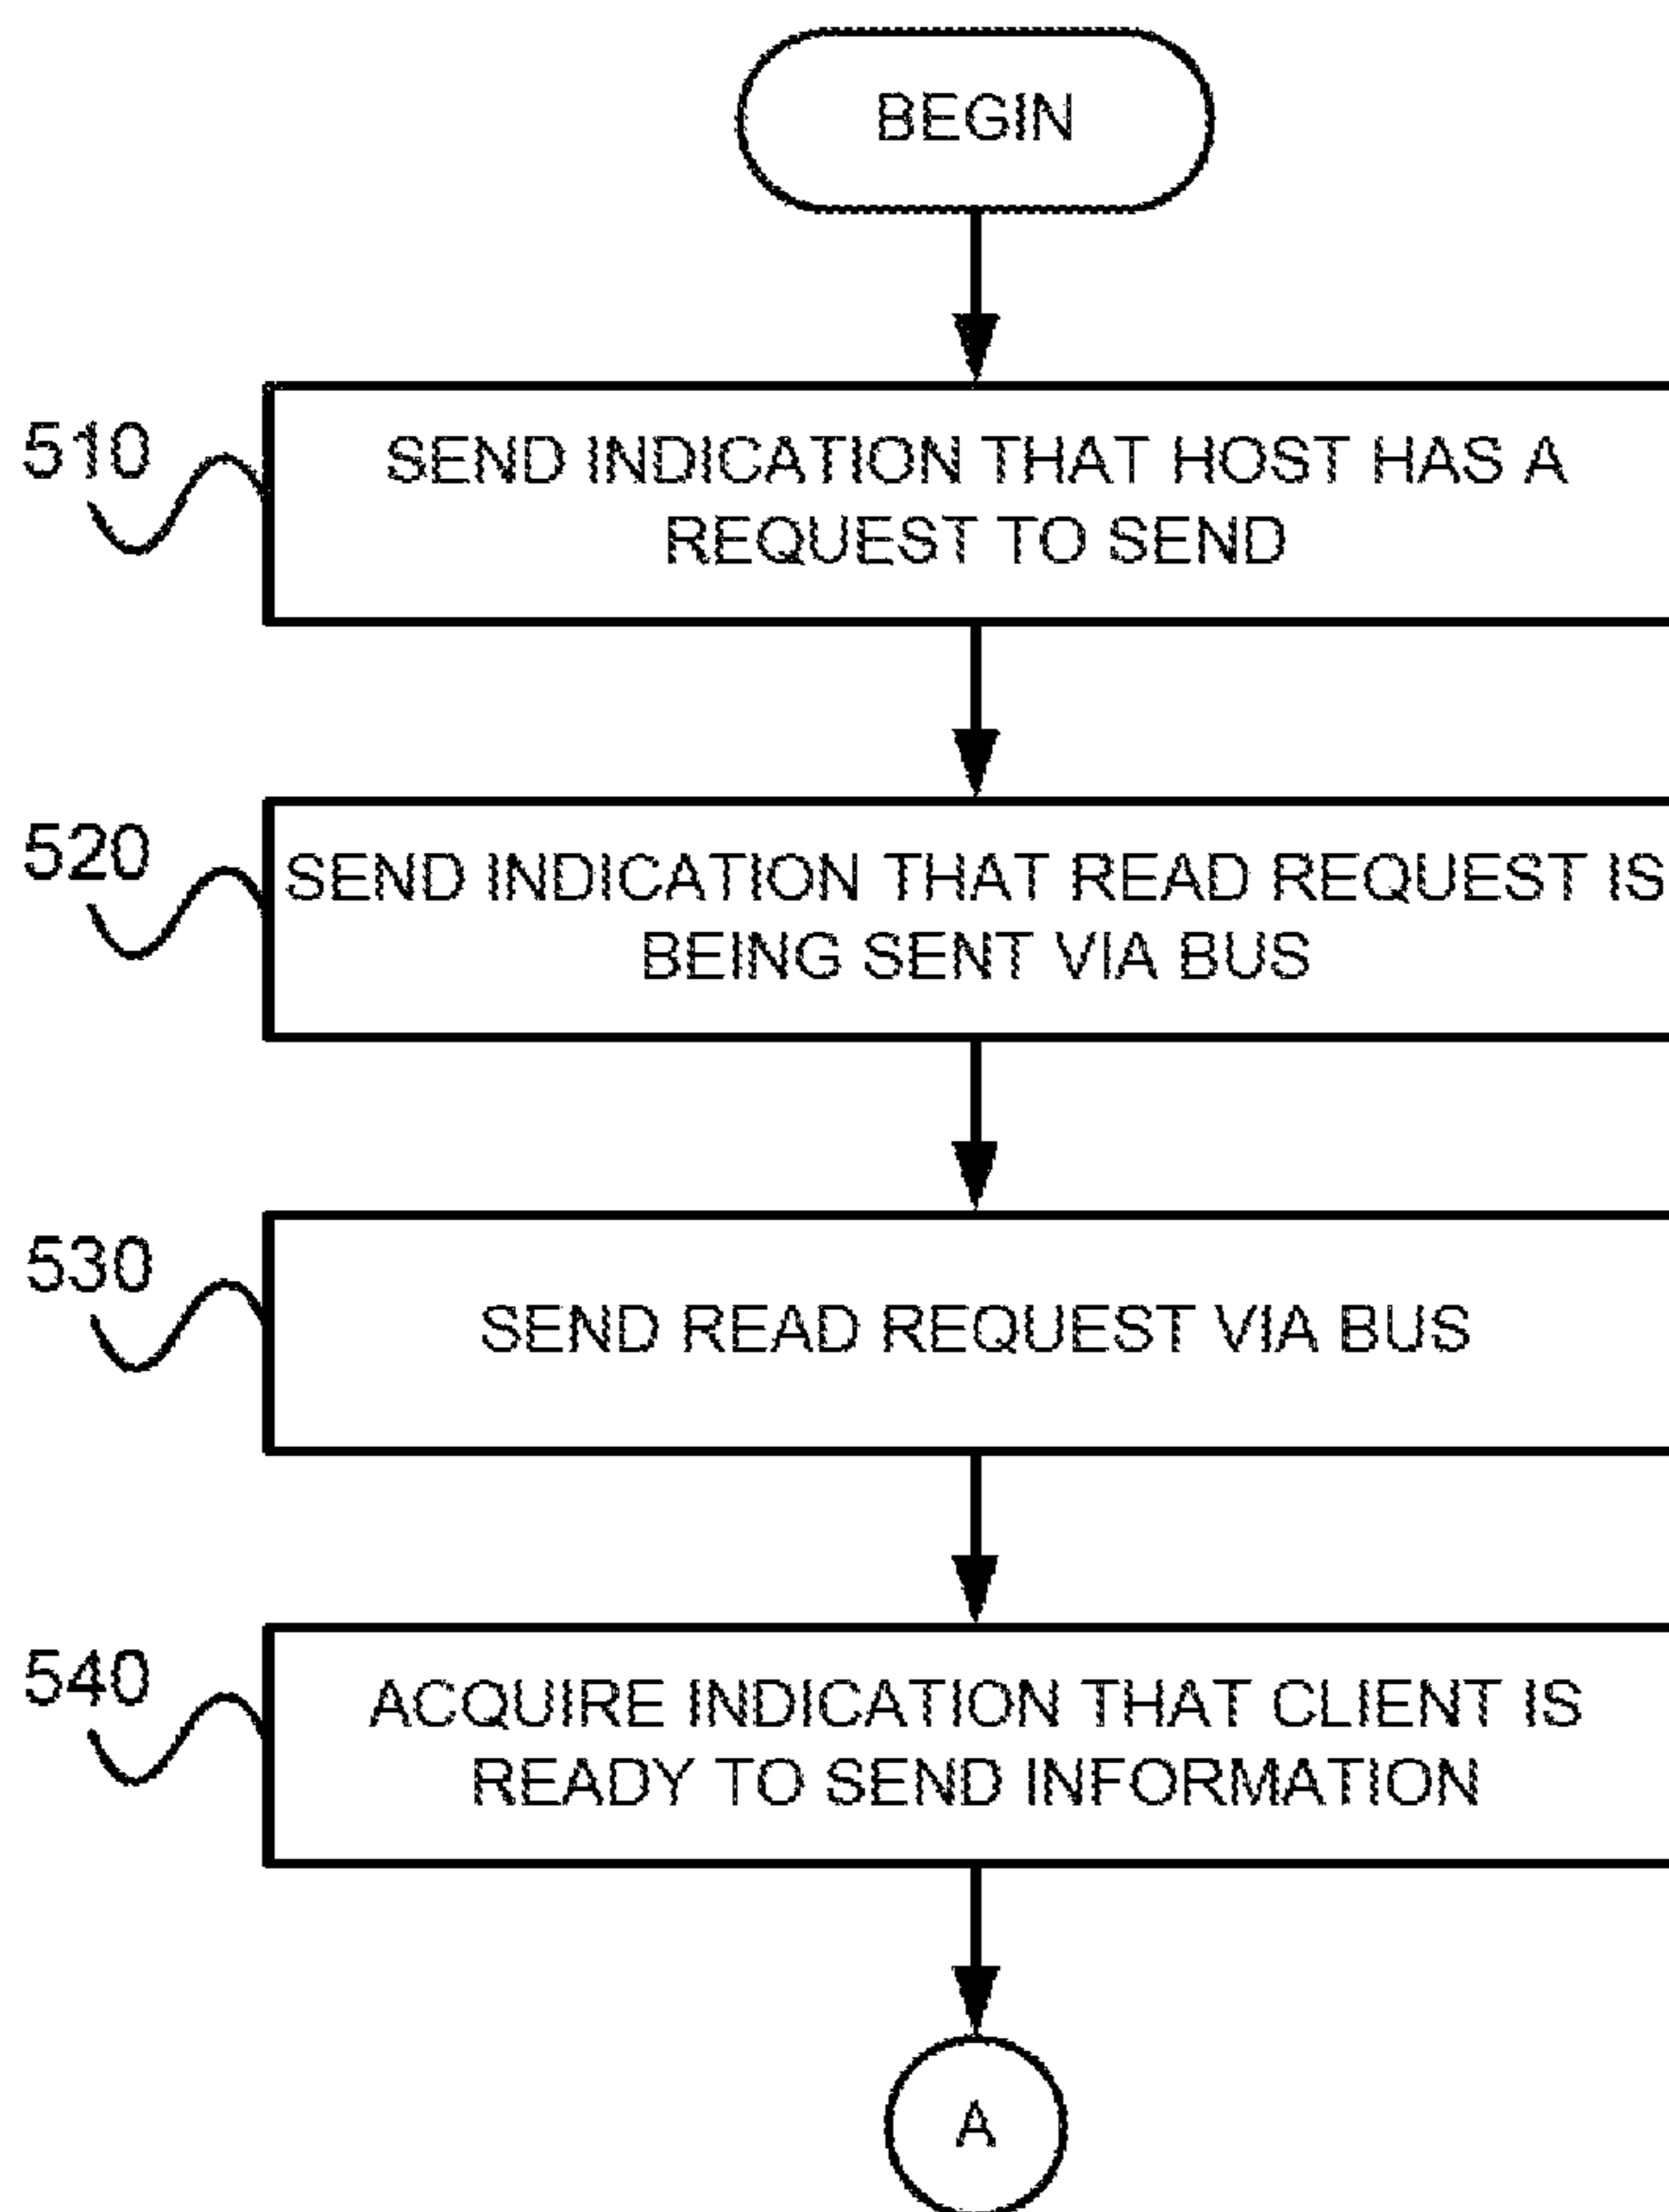 BEGIN
510
SEND INDICATION THAT HOST HAS A
REQUEST TO SEND
520
SEND INDICATION THAT READ REQUEST IS
BEING SENT VIA BUS
530
SEND READ REQUEST VIA BUS
540
ACQUIRE INDICATION THAT CLIENT IS
READY TO SEND INFORMATION
A